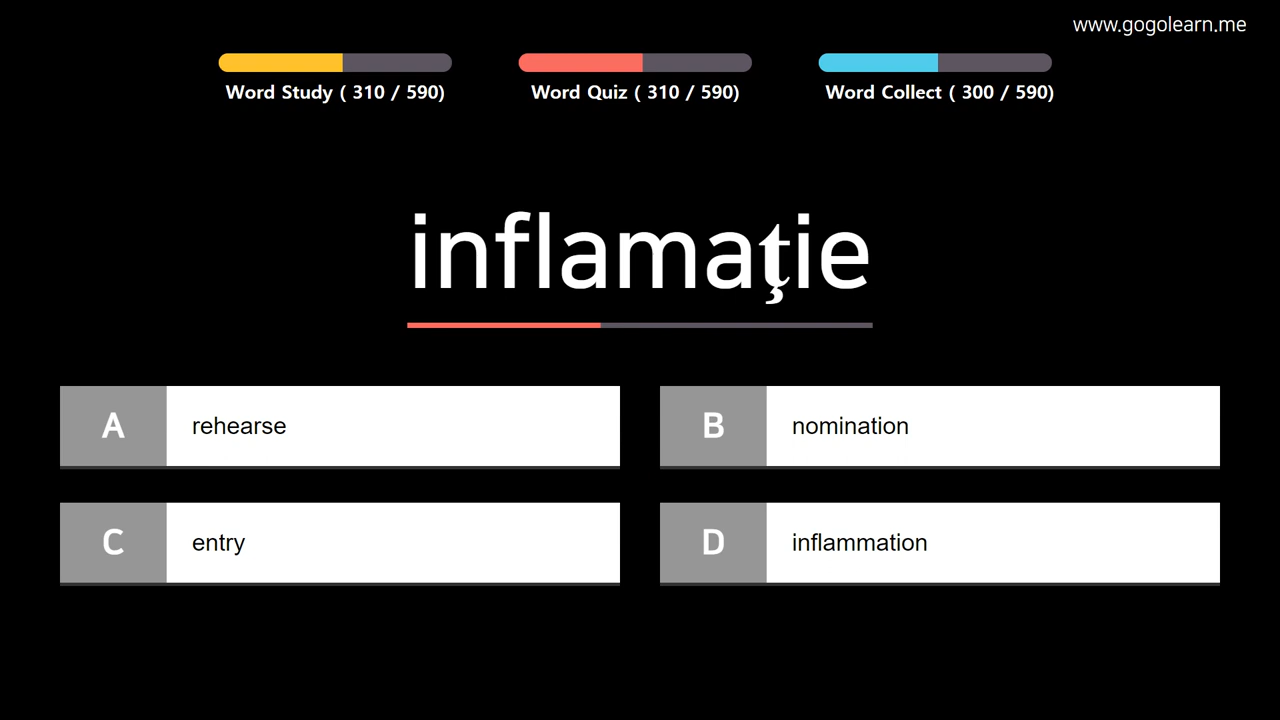 www.gogolearn.me
Word Study ( 310 / 590)
Word Quiz ( 310 / 590)
Word Collect ( 300 / 590)
inflamaţie
A
rehearse
B
nomination
C
entry
D
inflammation